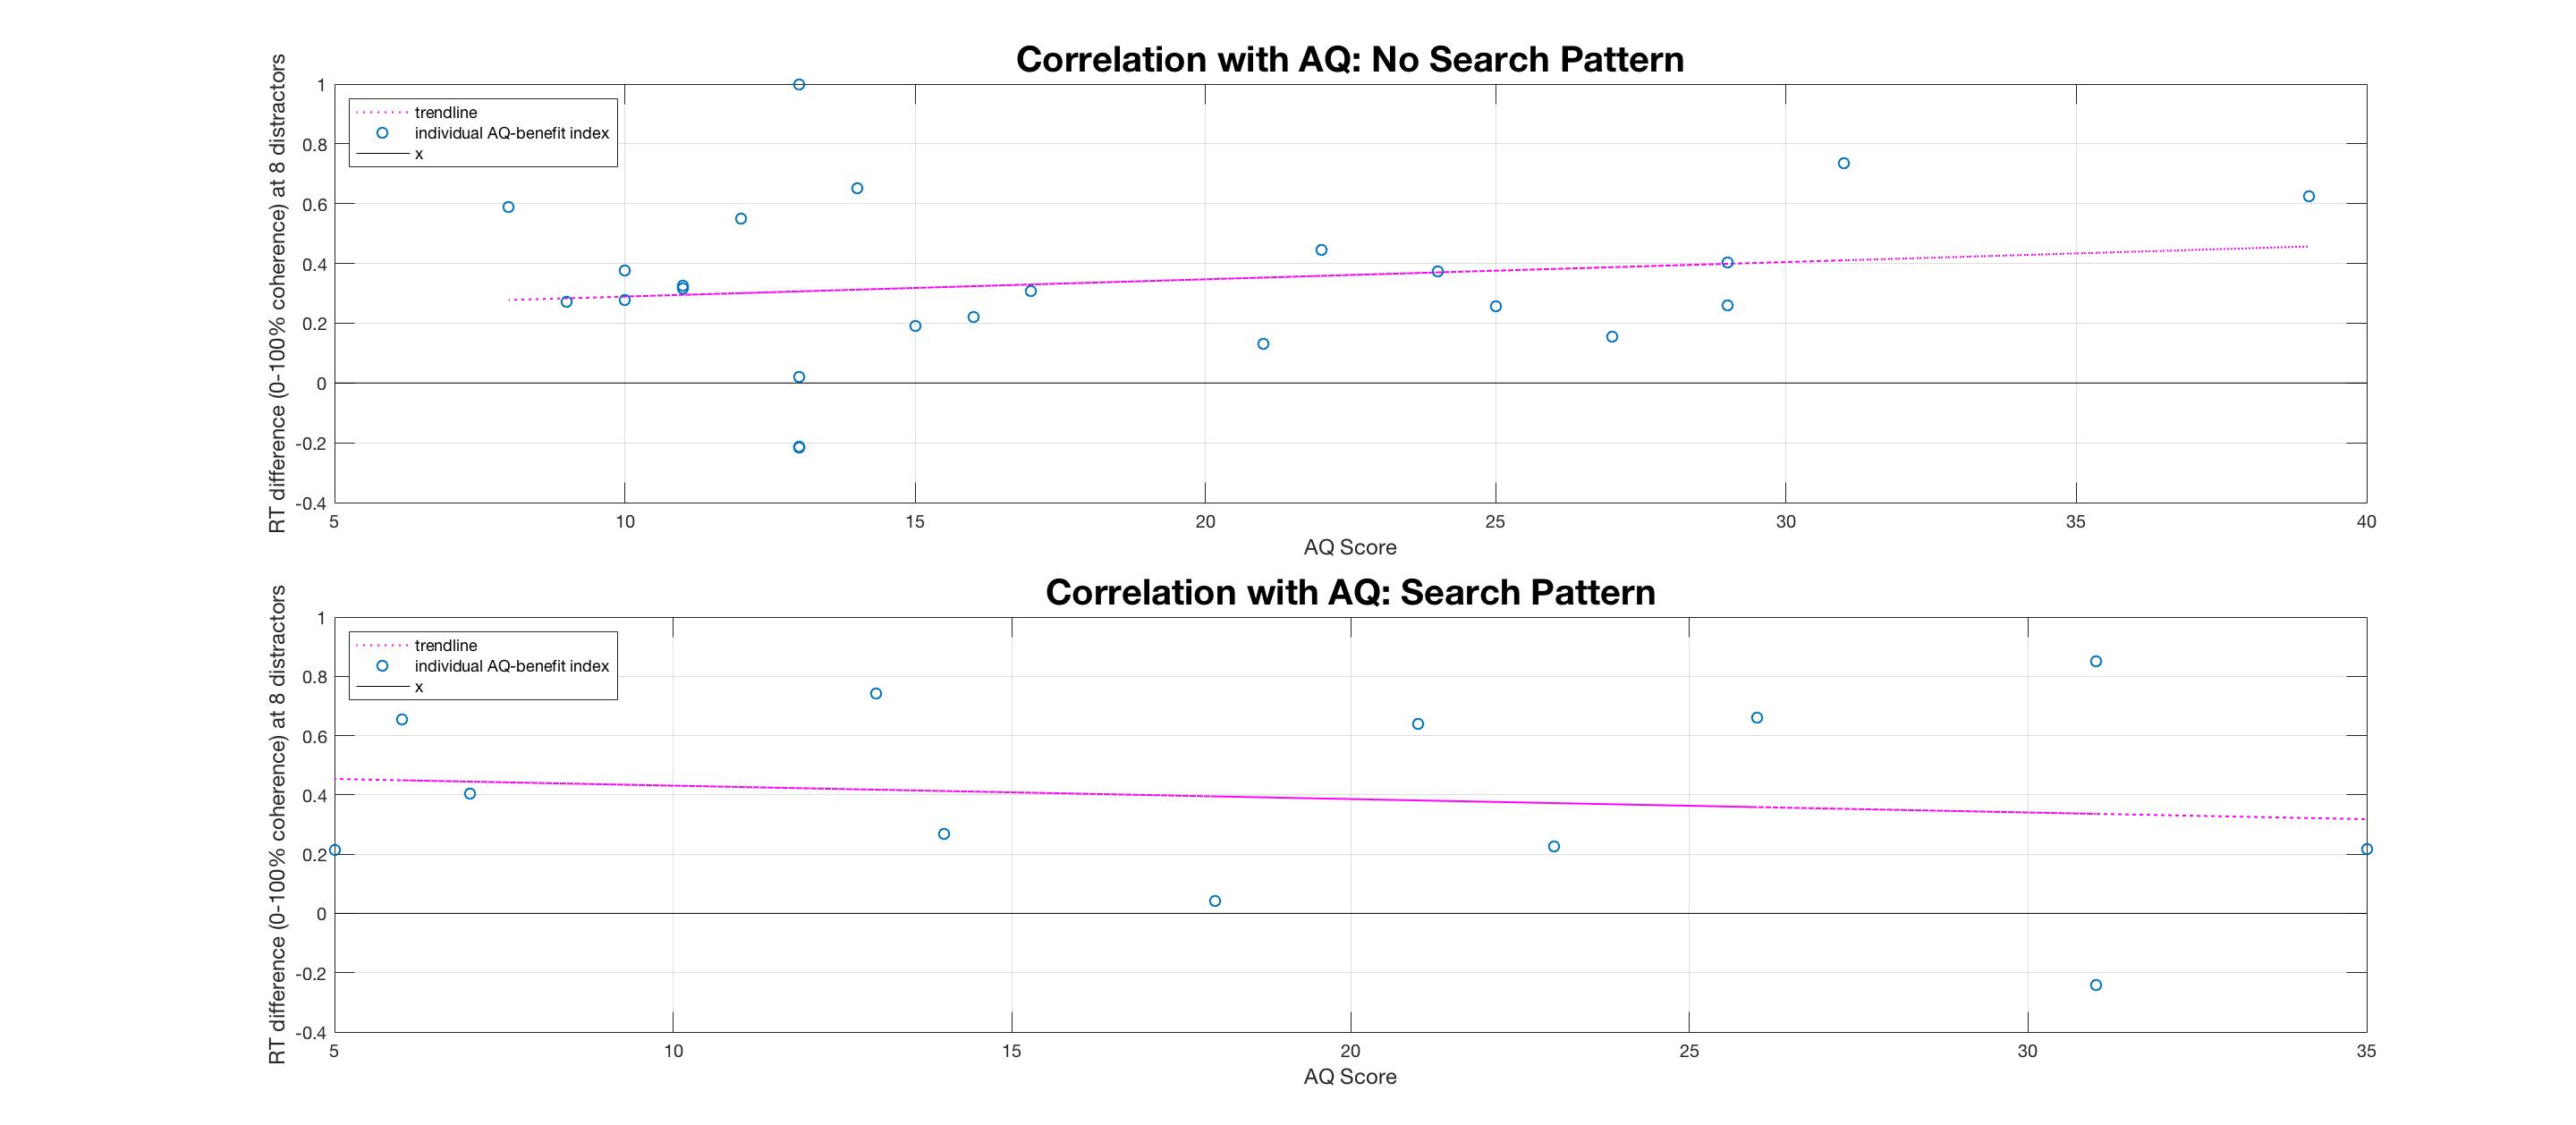 Correlation with AQ: No Search Pattern
RT difference (0-100% coherence) at 8 distractors
1
0.8
0.6
0.4
0.2
0
-0.2
-0.4
trendline
individual AQ-benefit index
x
5 10 15 20 25 30 35 40
AQ Score
Correlation with AQ: Search Pattern
RT difference (0-100% coherence) at 8 distractors
1
0.8
0.6
0.4
0.2
0
-0.2
-0.4
trendline
individual AQ-benefit index
x
5 10 15 20 25 30 35
AQ Score